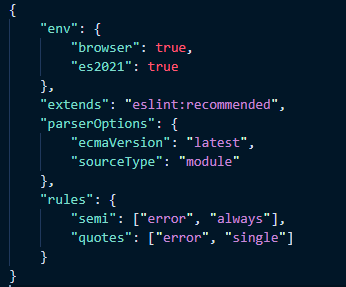 {
    "env": {
        "browser": true,
        "es2021": true
    },
    "extends": "eslint:recommended",
    "parserOptions": {
        "ecmaVersion": "latest",
        "sourceType": "module"
    },
    "rules": {
        "semi": ["error", "always"],
        "quotes": ["error", "single"]
    }
}